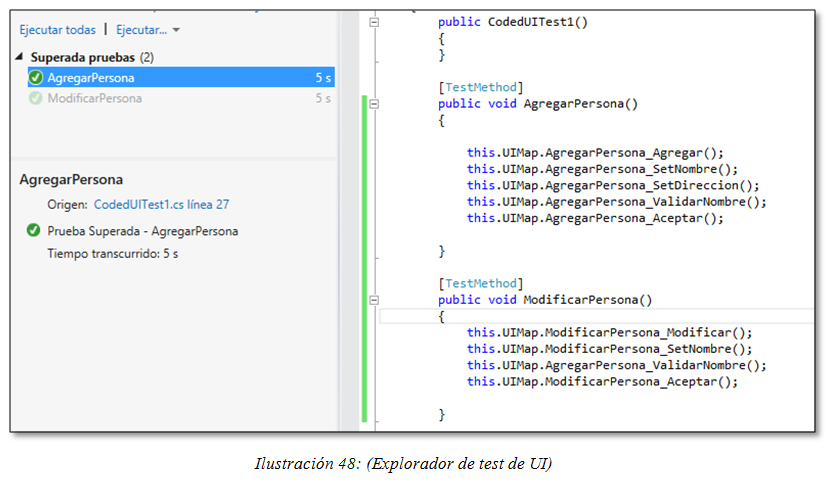 Ejecutar todas | Ejecutar...
Superada pruebas (2)
AgregarPersona 5 s
ModificarPersona 5 s
AgregarPersona
Origen: CodedUITest1.cs línea 27
Prueba Superada - AgregarPersona
Tiempo transcurrido: 5 s
public CodedUITest1()
{
}
[TestMethod]
public void AgregarPersona()
{
this.UIMap.AgregarPersona_Agregar();
this.UIMap.AgregarPersona_SetNombre();
this.UIMap.AgregarPersona_SetDireccion();
this.UIMap.AgregarPersona_ValidarNombre();
this.UIMap.AgregarPersona_Aceptar();
}
[TestMethod]
public void ModificarPersona()
{
this.UIMap.ModificarPersona_Modificar();
this.UIMap.ModificarPersona_SetNombre();
this.UIMap.AgregarPersona_ValidarNombre();
this.UIMap.ModificarPersona_Aceptar();
}
Ilustración 48: (Explorador de test de UI)